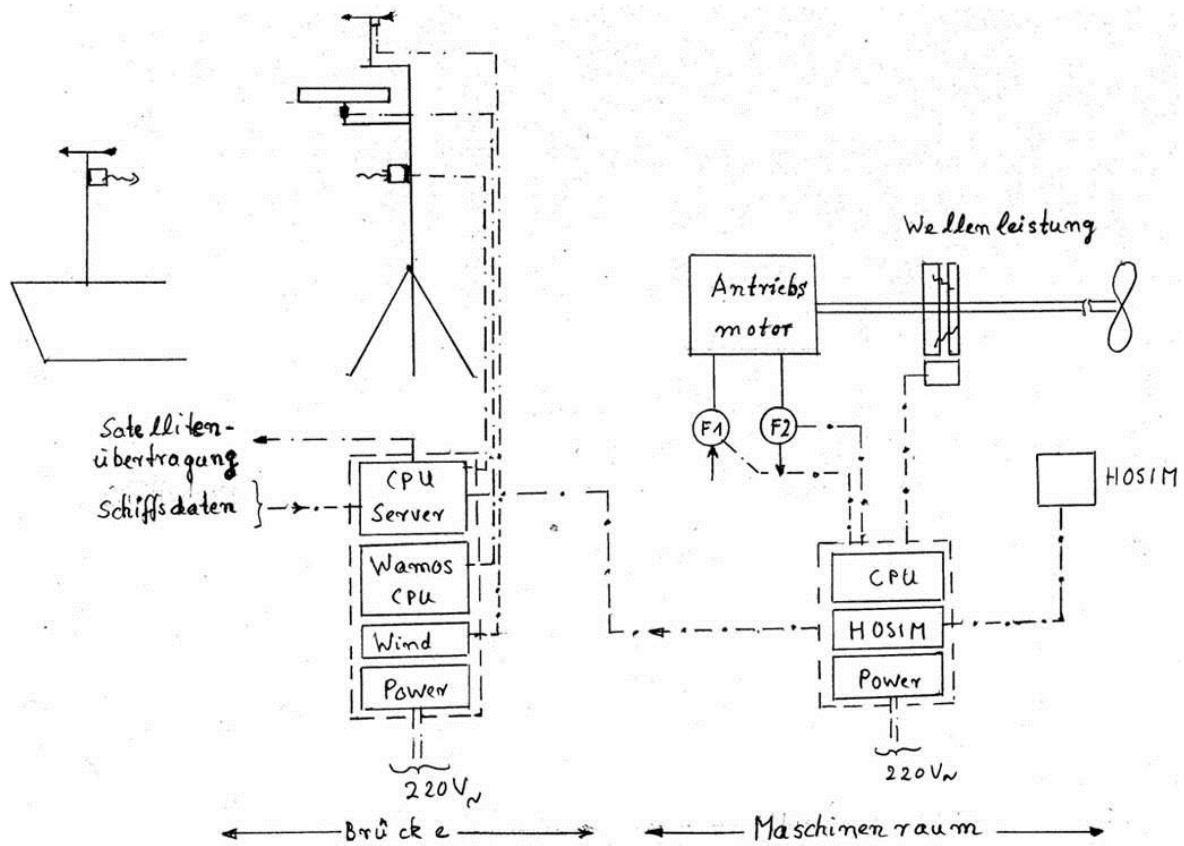 Wellenleistung
Antriebs
motor
F1
F2
Satelliten-
übertragung
Schiffsdaten
CPU
Server
Wamos
CPU
Wind
Power
220V~
HOSIM
CPU
HOSIM
Power
220V~
Brücke
Maschinenraum